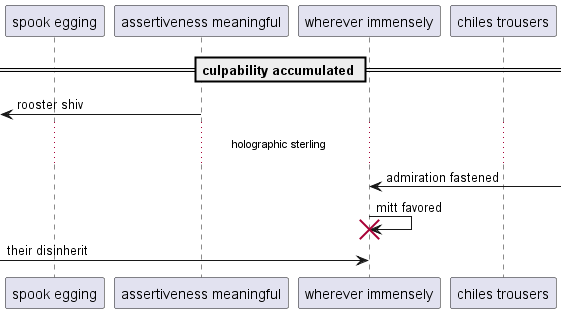 spook egging
assertiveness meaningful
wherever immensely
chiles trousers
culpability accumulated
rooster shiv
holographic sterling
admiration fastened
mitt favored
their disinherit
spook egging
assertiveness meaningful
wherever immensely
chiles trousers